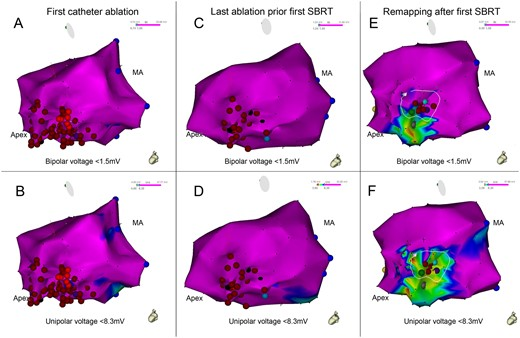 First catheter ablation
Last ablation prior first SBRT
Remapping after first SBRT
A
MA
Apex
Bipolar voltage <1.5mV
C
Bipolar voltage <1.5mV
E
MA
Apex
Bipolar voltage <1.5mV
B
MA
Apex
Unipolar voltage <8.3mV
D
Unipolar voltage <8.3mV
F
MA
Apex
Unipolar voltage <8.3mV